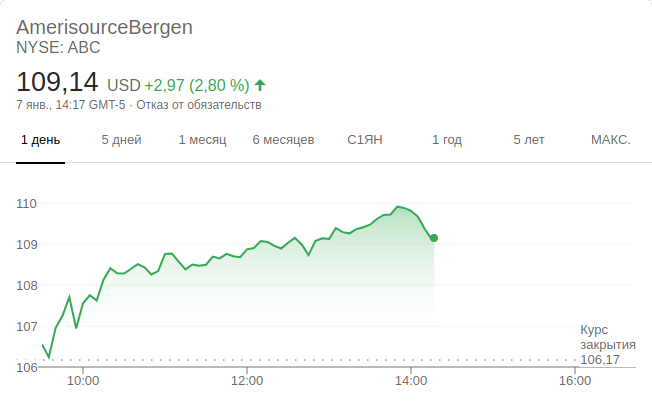 AmerisourceBergen
NYSE: ABC
109,14 USD +2,97 (2,80 %)
7 янв., 14:17 GMT-5 · Отказ от обязательств
1 день 5 дней 1 месяц 6 месяцев С1ЯН 1 год 5 лет МАКС.
110
109
108
107
106
Курс
закрытия
106,17
10:00 12:00 14:00 16:00